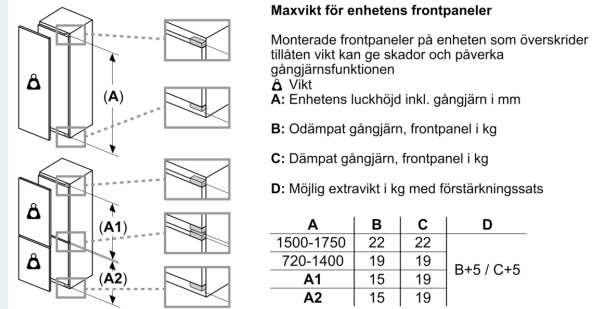 Maxvikt för enhetens frontpaneler
Monterade frontpaneler på enheten som överskrider
tillåten vikt kan ge skador och påverka
gångjärnsfunktionen
Vikt
A: Enhetens luckhöjd inkl. gångjärn i mm
B: Odämpat gångjärn, frontpanel i kg
C: Dämpat gångjärn, frontpanel i kg
D: Möjlig extravikt i kg med förstärkningssats
A B C D
1500-1750 22 22
720-1400 19 19
B+5 / C+5
A1 15 19
A2 15 19
(A)
(A1)
(A2)